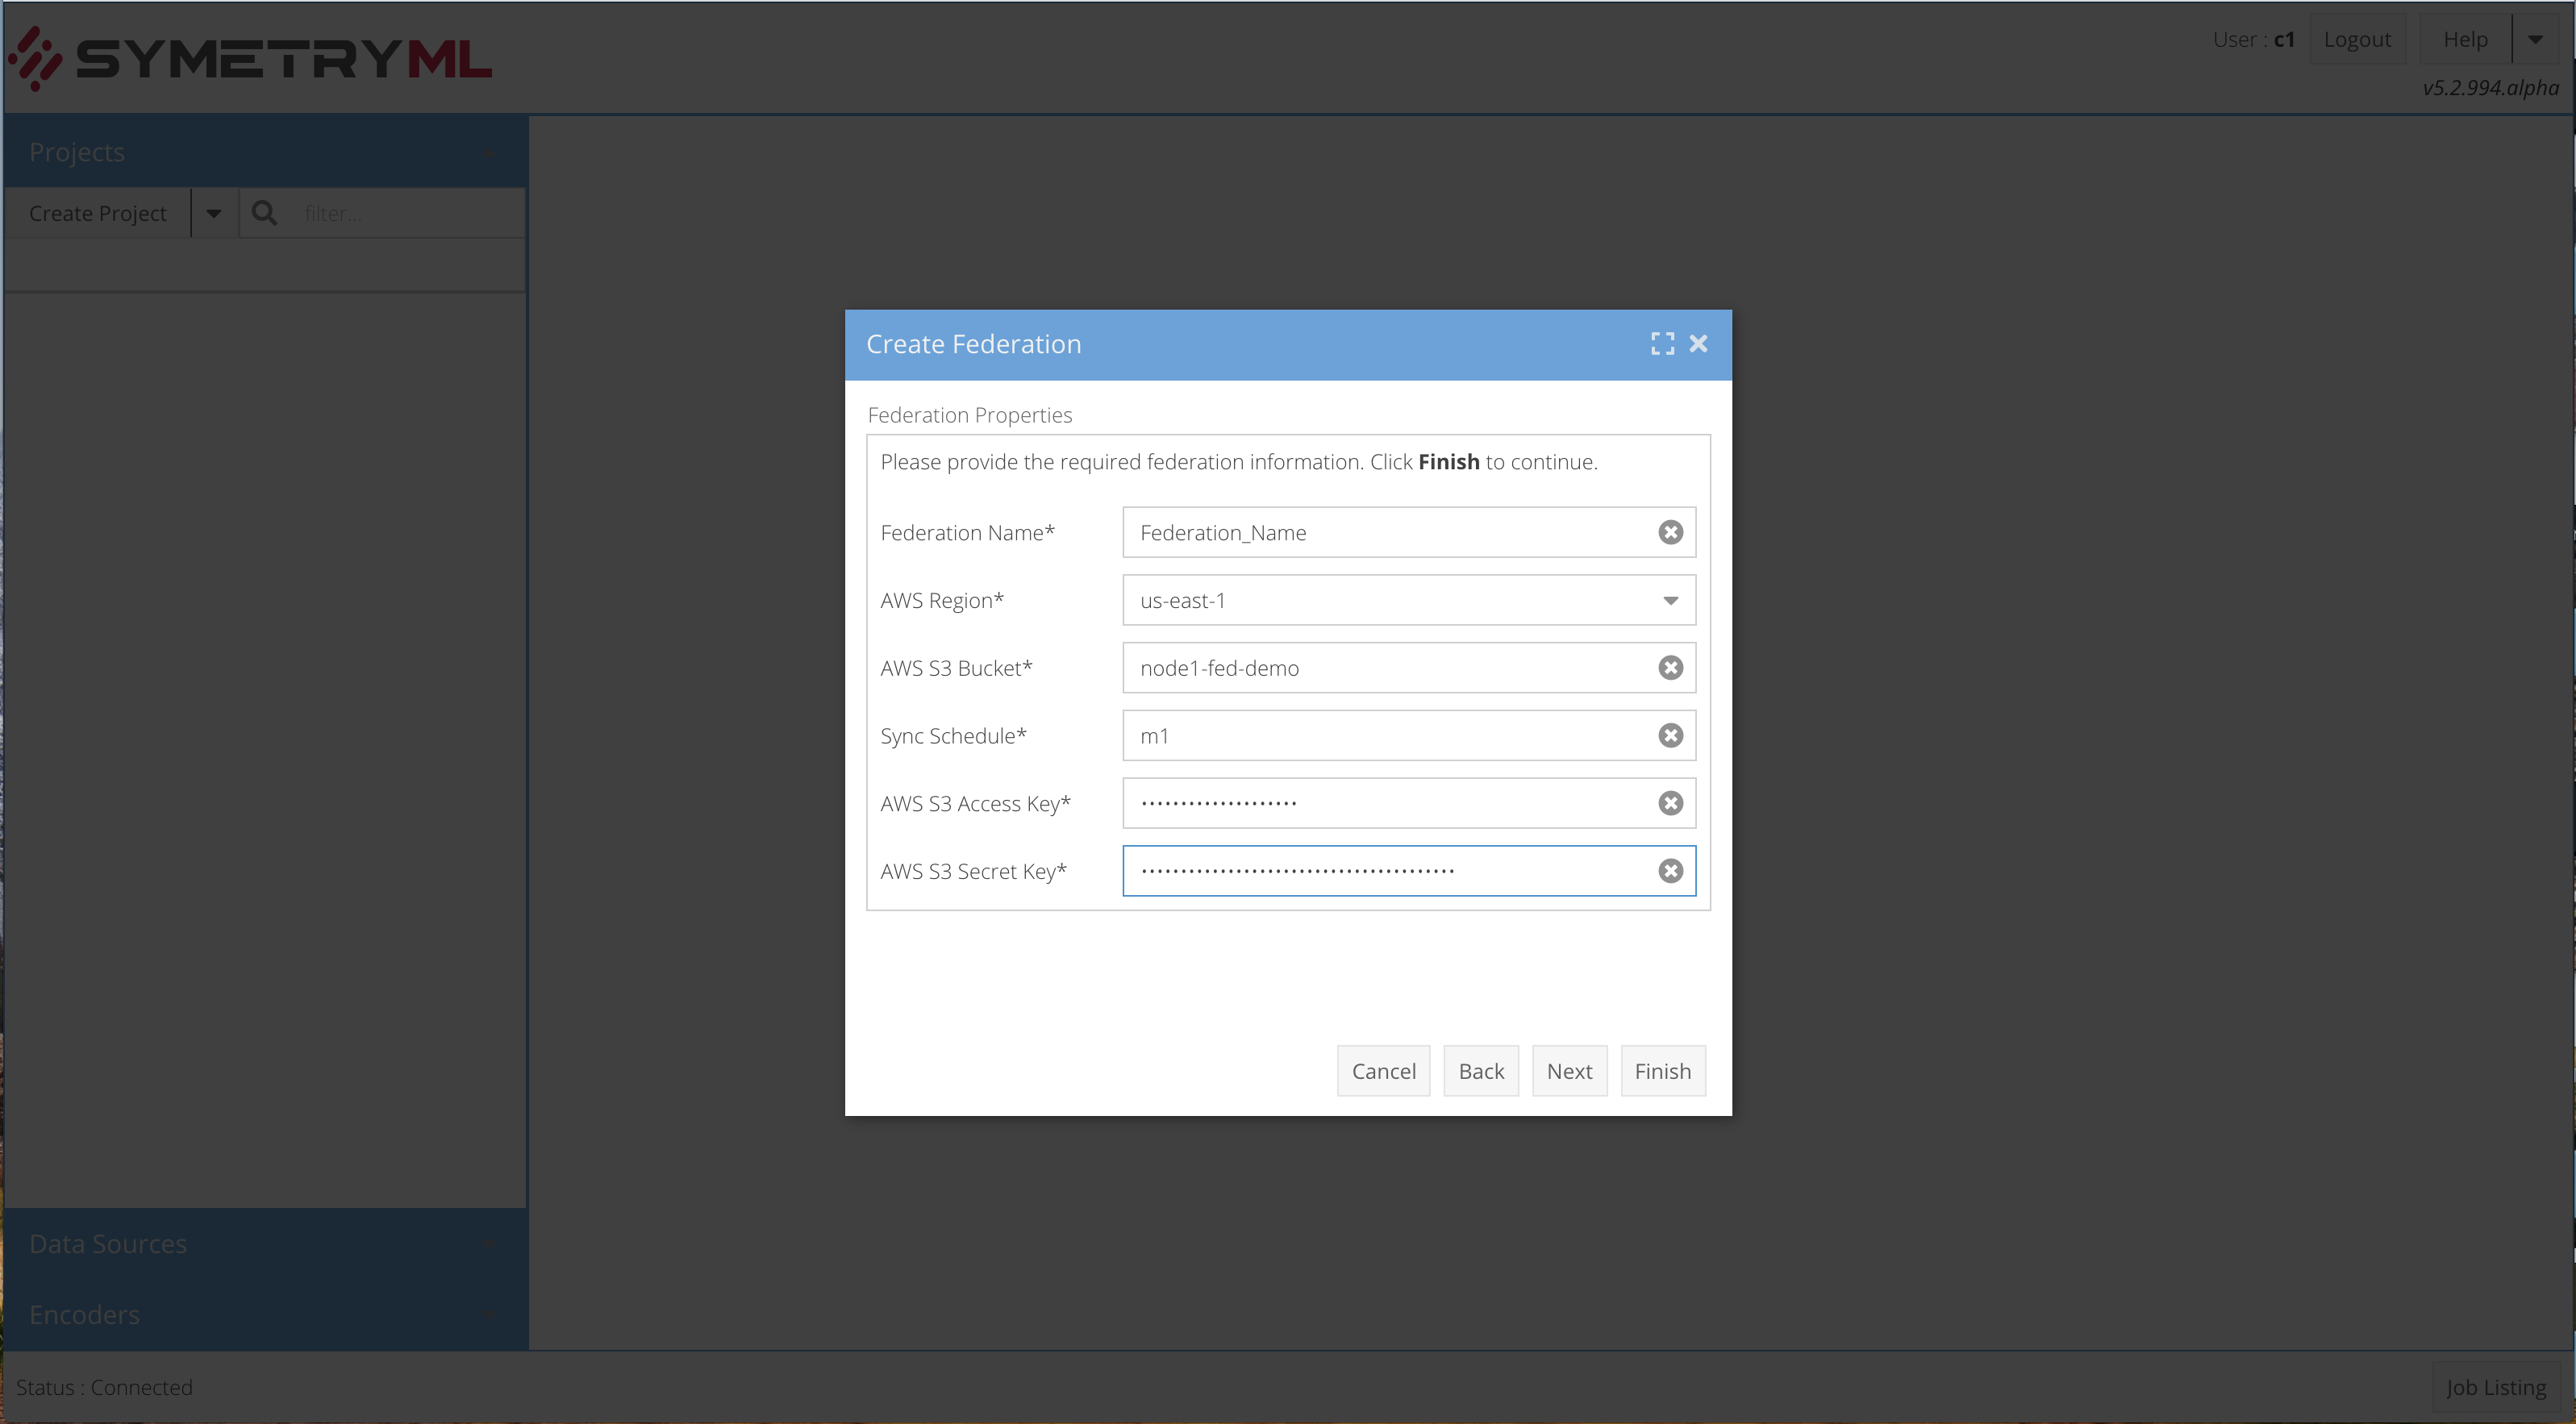 SYMETRYML
User : c1
Logout
Help
v5.2.994.alpha
Projects
Create Project
filter...
Create Federation
Federation Properties
Please provide the required federation information. Click Finish to continue.
Federation Name*
Federation_Name
AWS Region*
us-east-1
AWS S3 Bucket*
node1-fed-demo
Sync Schedule*
m1
AWS S3 Access Key*
••••••••••••••••••••
AWS S3 Secret Key*
••••••••••••••••••••••••••••••••••••••••
Cancel
Back
Next
Finish
Data Sources
Encoders
Status : Connected
Job Listing